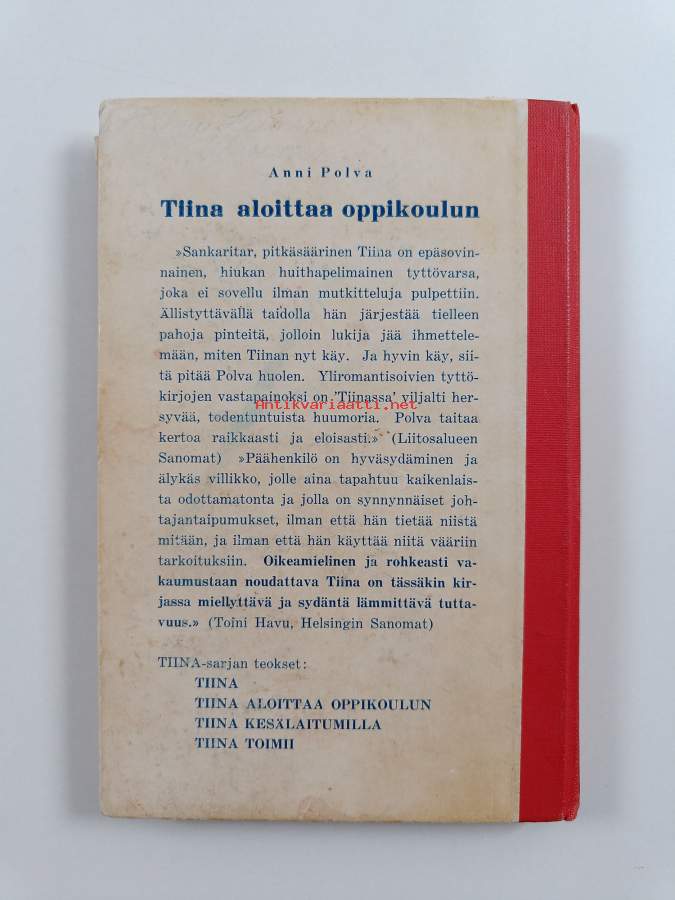 Anni Polva
Tiina aloittaa oppikoulun
»Sankaritar, pitkäsäärinen Tiina on epäsovin-
nainen, hiukan huithapelimainen tyttövarsa,
joka ei sovellu ilman mutkitteluja pulpettiin.
Ällistyttävällä taidolla hän järjestää tielleen
pahoja pinteitä, jolloin lukija jää ihmettele-
mään, miten Tiinan nyt käy. Ja hyvin käy, sii-
tä pitää Polva huolen. Yliromantisoivien tyttö-
kirjojen vastapainoksi on 'Tiinassa' viljalti her-
Antikvariaatti.net
syvää, todentuntuista huumoria. Polva taitaa
kertoa raikkaasti ja eloisasti.» (Liitosalueen
Sanomat) »Päähenkilö on hyväsydäminen ja
älykäs villikko, jolle aina tapahtuu kaikenlais-
ta odottamatonta ja jolla on synnynnäiset joh-
tajantaipumukset, ilman että hän tietää niistä
mitään, ja ilman että hän käyttää niitä vääriin
tarkoituksiin. Oikeamielinen ja rohkeasti va-
kaumustaan noudattava Tiina on tässäkin kir-
jassa miellyttävä ja sydäntä lämmittävä tutta-
vuus.» (Toini Havu, Helsingin Sanomat)
TIINA-sarjan teokset:
TIINA
TIINA ALOITTAA OPPIKOULUN
TIINA KESÄLAITUMILLA
TIINA TOIMII